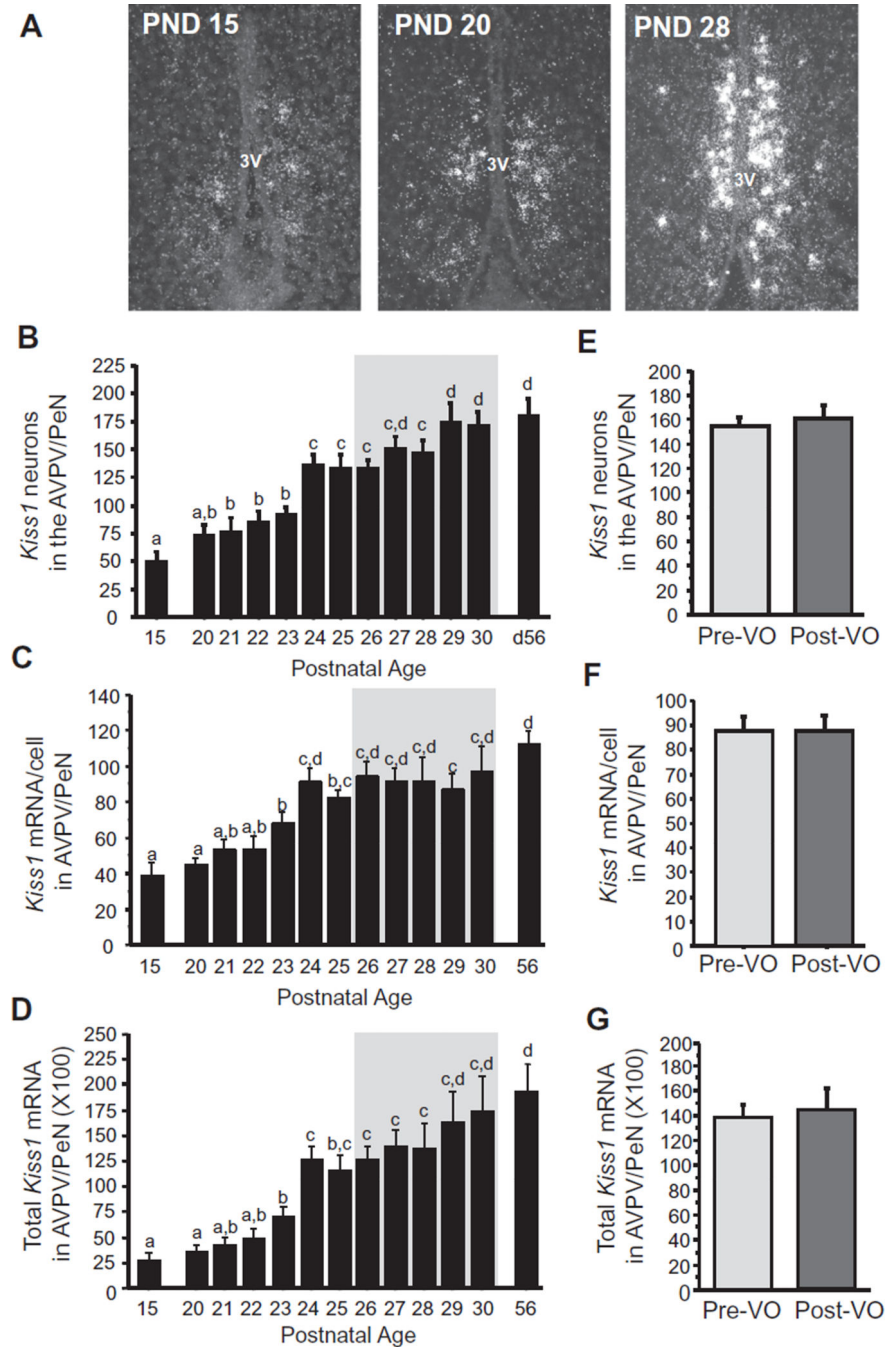 A
PND 15
PND 20
PND 28
3V
3V
3V
B
Kiss1 neurons
in the AVPV/PeN
225
200
175
150
125
100
75
50
25
0
a
a,b
b
b
b
c
c
c
c,d
c
d
d
d
15 20 21 22 23 24 25 26 27 28 29 30 d56
Postnatal Age
E
Kiss1 neurons
in the AVPV/PeN
200
180
160
140
120
100
80
60
40
20
0
Pre-VO Post-VO
C
Kiss1 mRNA/cell
in AVPV/PeN
140
120
100
80
60
40
20
0
a
a
a,b
a,b
b
c,d
b,c
c,d
c,d
c,d
c
c,d
d
15 20 21 22 23 24 25 26 27 28 29 30 56
Postnatal Age
F
Kiss1 mRNA/cell
in AVPV/PeN
100
90
80
70
60
50
40
30
20
10
0
Pre-VO Post-VO
D
Total Kiss1 mRNA
in AVPV/PeN (X100)
250
225
200
175
150
125
100
75
50
25
0
a
a
a,b
a,b
b
c
b,c
c
c
c
c,d
c,d
d
15 20 21 22 23 24 25 26 27 28 29 30 56
Postnatal Age
G
Total Kiss1 mRNA
in AVPV/PeN (X100)
200
180
160
140
120
100
80
60
40
20
0
Pre-VO Post-VO